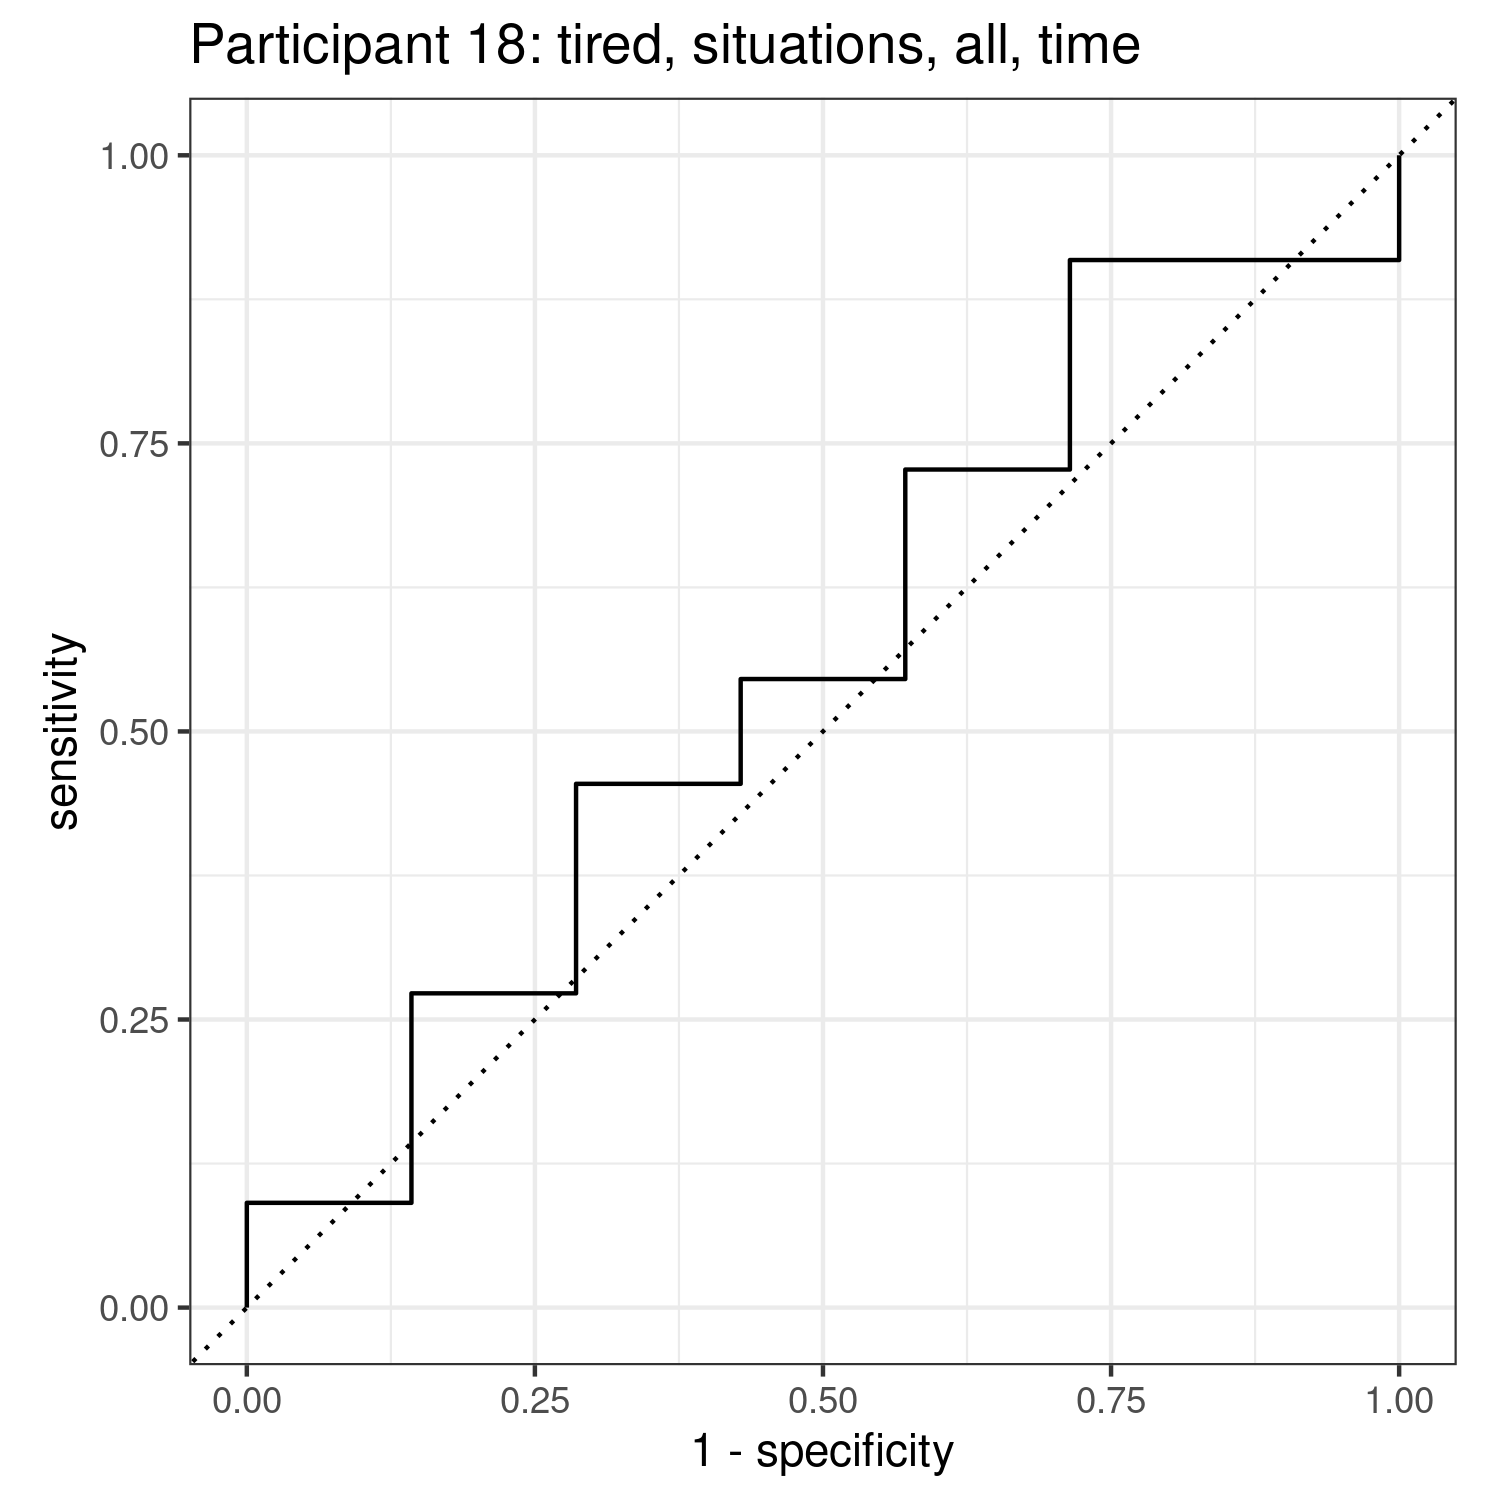 Participant 18: tired, situations, all, time
1.00
0.75
0.50
0.25
0.00
sensitivity
0.00 0.25 0.50 0.75 1.00
1 - specificity